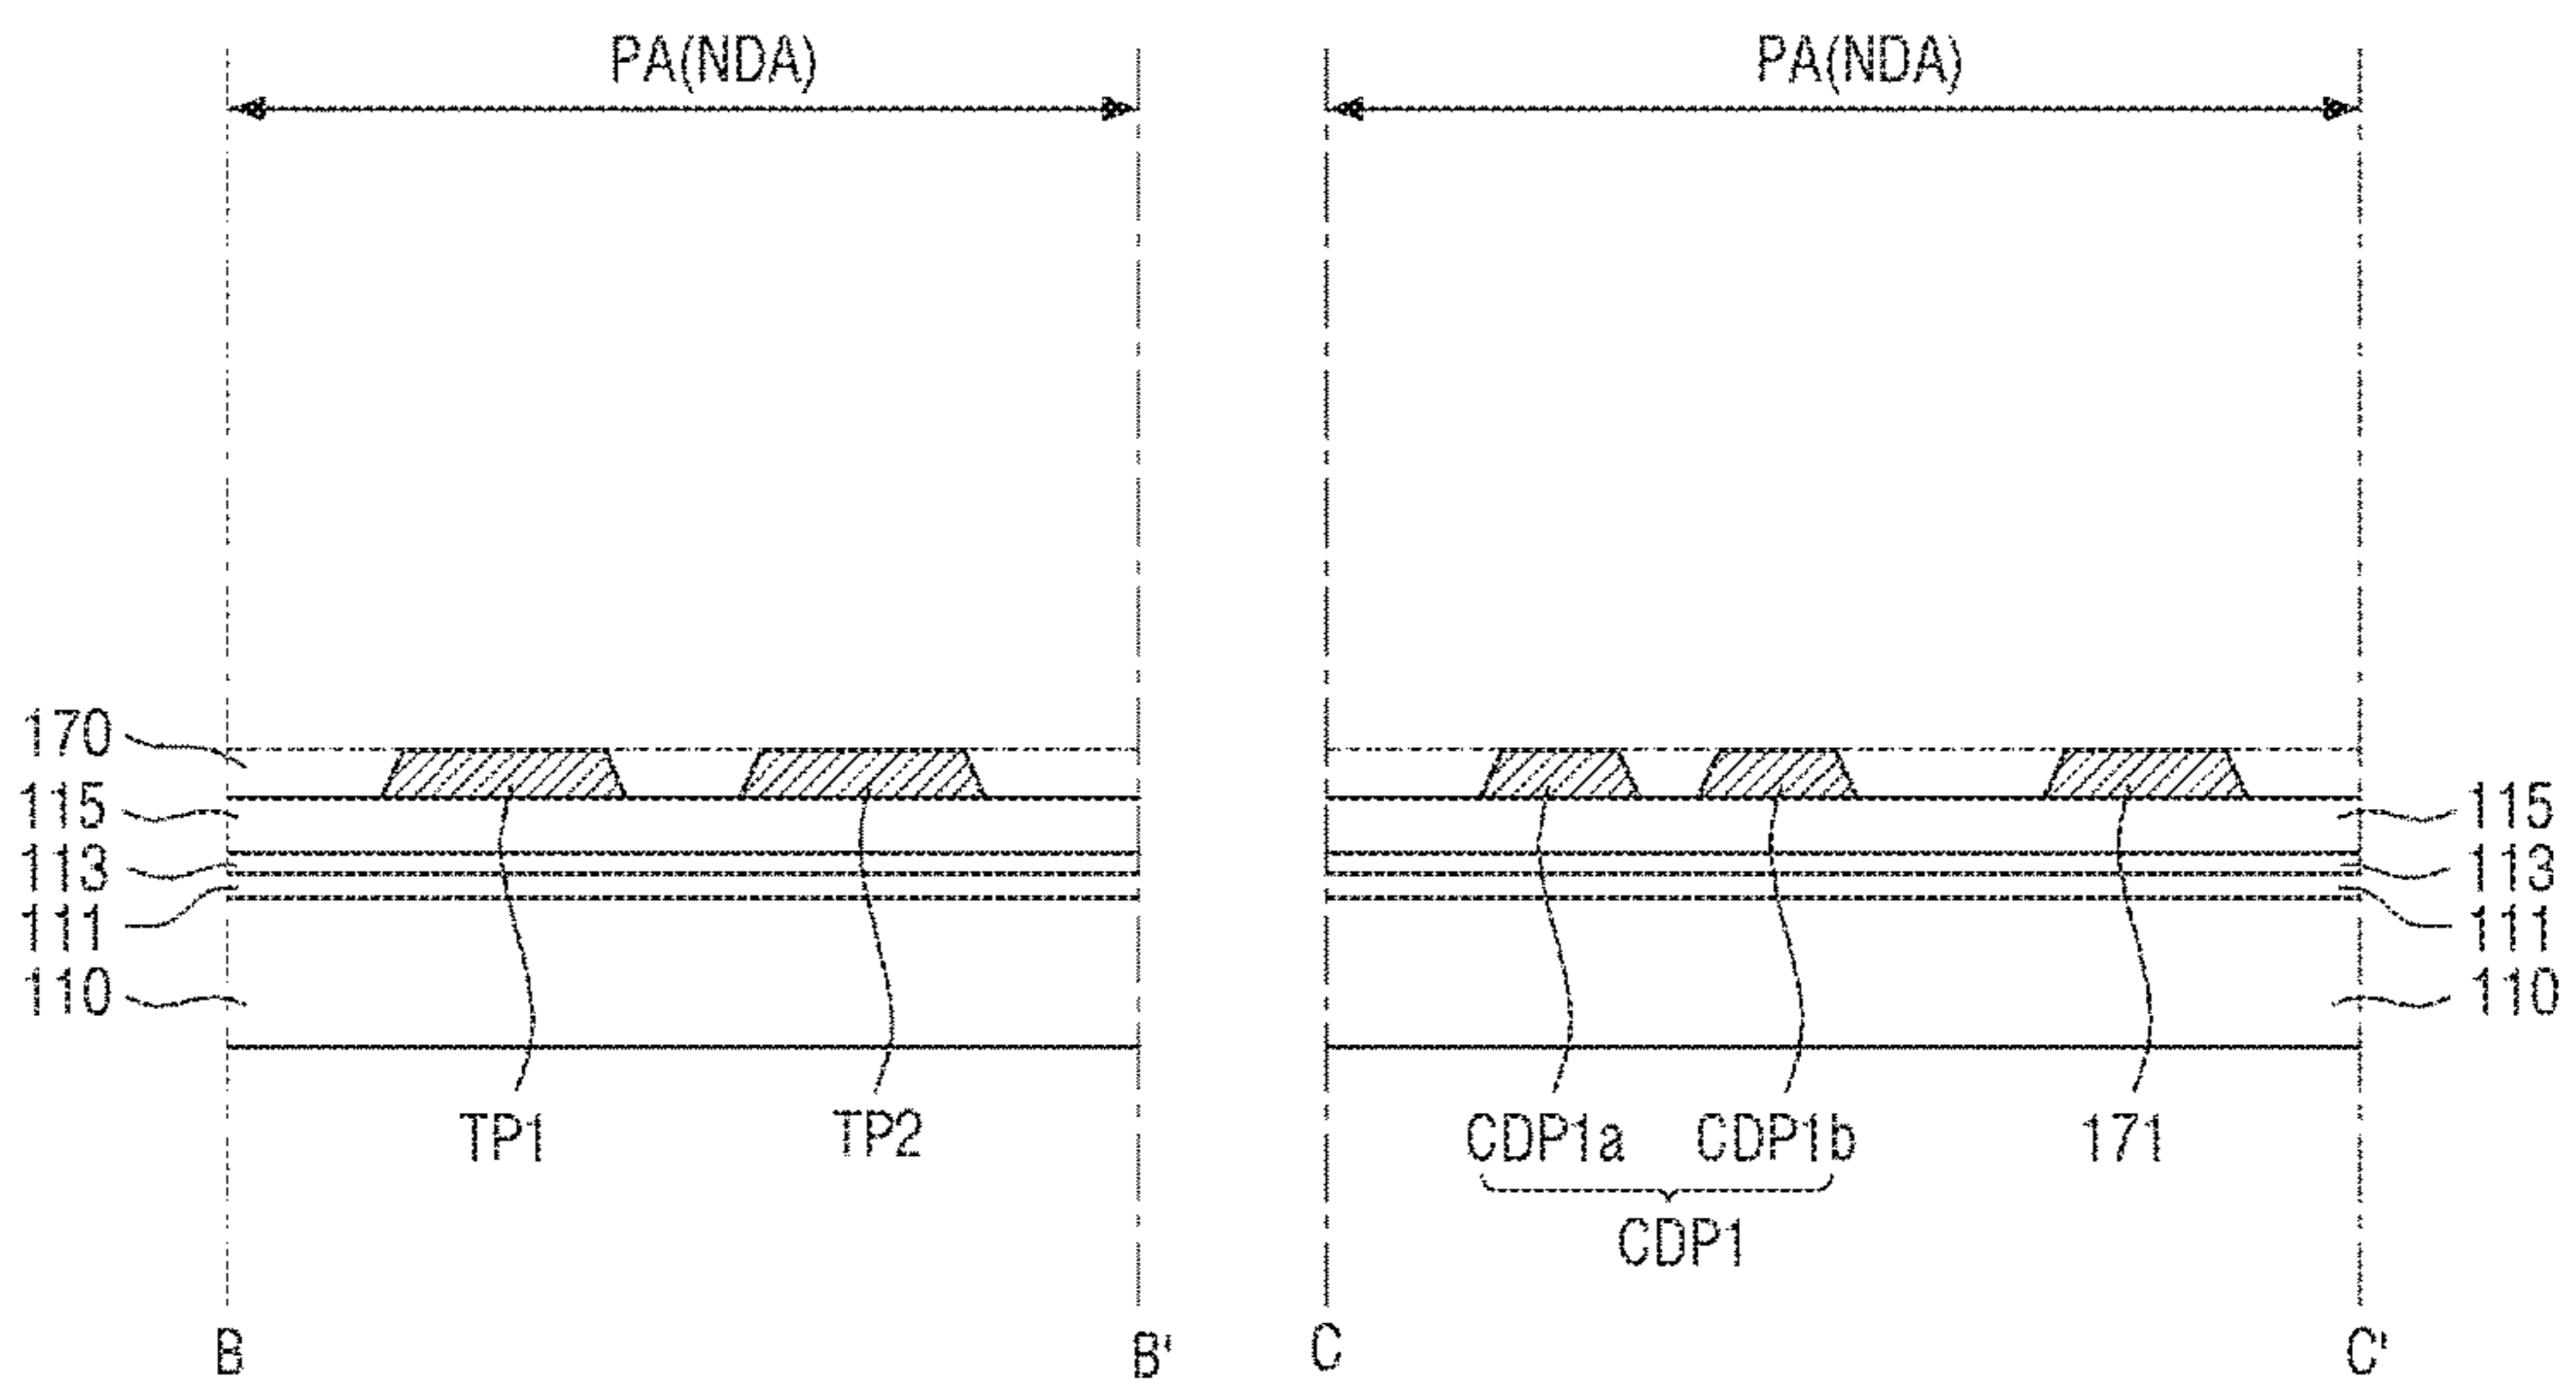 PA(NDA) PA(NDA)
170
115 115
113 113
111 111
110 110
TP1 TP2 CDP1a CDP1b 171
CDP1
B B' C C'